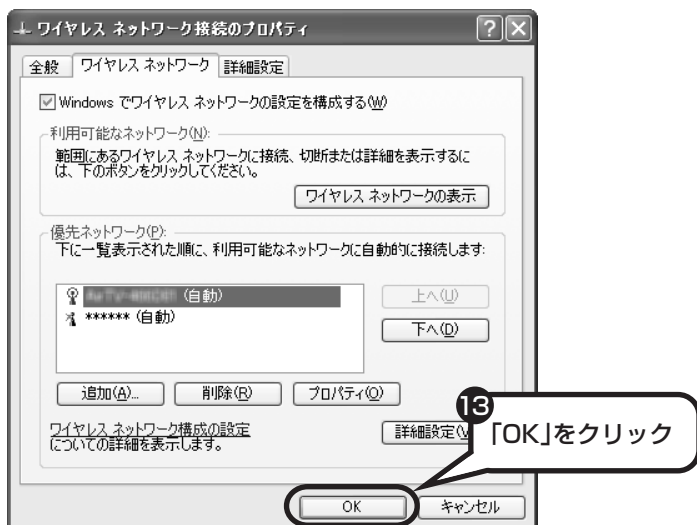 ワイヤレス ネットワーク接続のプロパティ
全般 ワイヤレス ネットワーク 詳細設定
Windows でワイヤレス ネットワークの設定を構成する(W)
利用可能なネットワーク(N):
範囲にあるワイヤレス ネットワークに接続、切断または詳細を表示するに
は、下のボタンをクリックしてください。
ワイヤレス ネットワークの表示
優先ネットワーク(P):
下に一覧表示された順に、利用可能なネットワークに自動的に接続します:
(自動)
****** (自動)
上へ(U)
下へ(D)
追加(A)... 削除(R) プロパティ(O)
ワイヤレス ネットワーク構成の設定
についての詳細を表示します。
詳細設定(V
⓭
「OK」をクリック
OK キャンセル